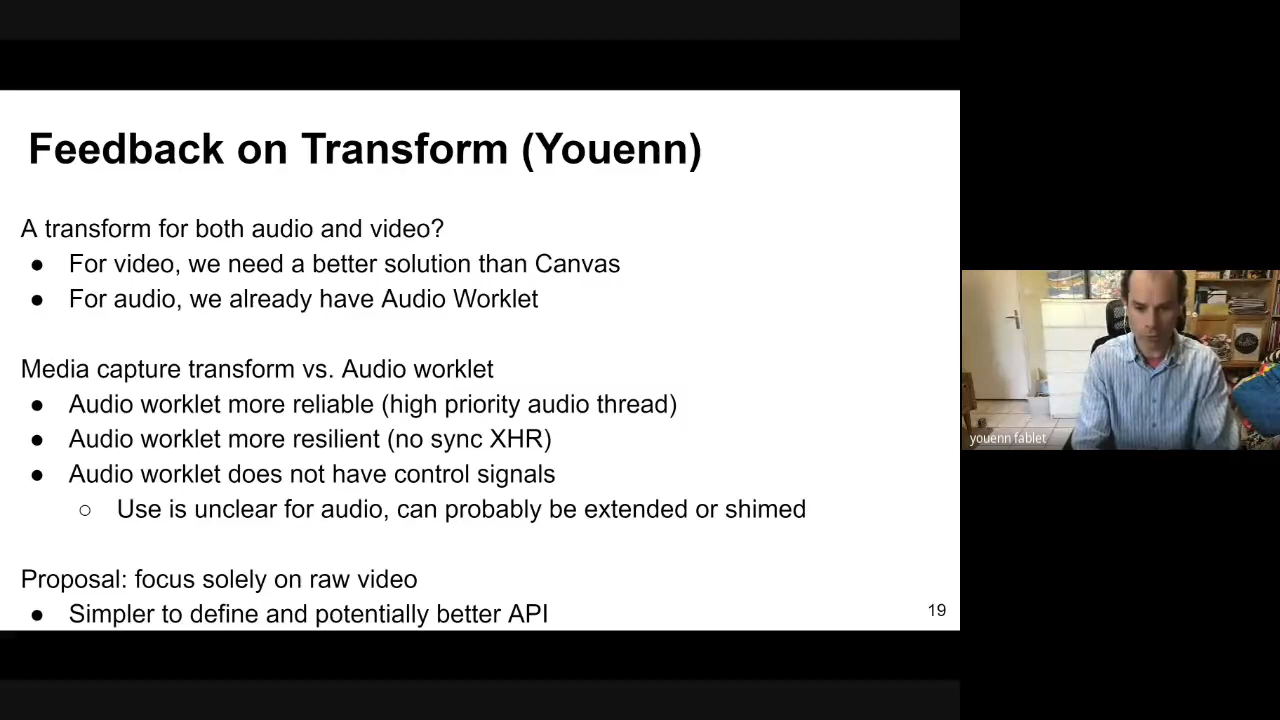 Feedback on Transform (Youenn)
A transform for both audio and video?
● For video, we need a better solution than Canvas
● For audio, we already have Audio Worklet
Media capture transform vs. Audio worklet
● Audio worklet more reliable (high priority audio thread)
● Audio worklet more resilient (no sync XHR)
● Audio worklet does not have control signals
○ Use is unclear for audio, can probably be extended or shimed
Proposal: focus solely on raw video
● Simpler to define and potentially better API
19
youenn fablet